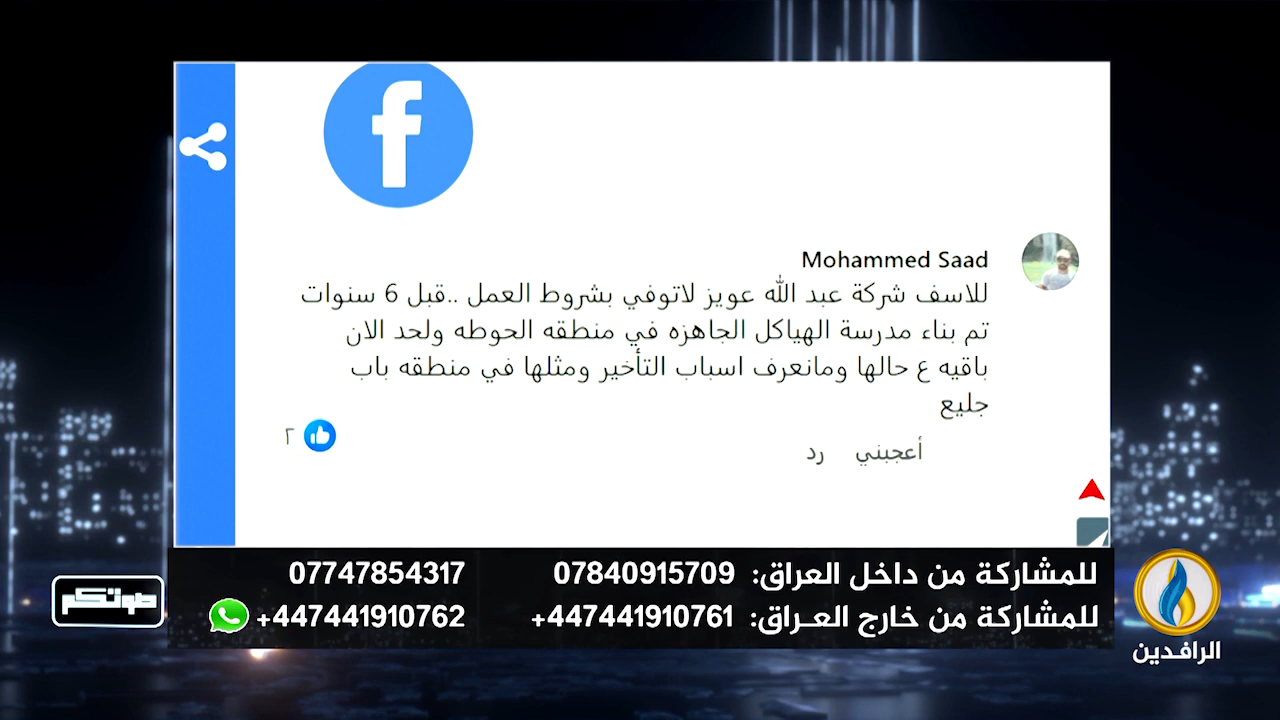 f
Mohammed Saad
للاسف شركة عبد الله عويز لاتوفي بشروط العمل ..قبل 6 سنوات
تم بناء مدرسة الهياكل الجاهزه في منطقه الحوطه ولحد الان
باقيه ع حالها ومانعرف اسباب التأخير ومثلها في منطقه باب
جليع
أعجبني رد
٢
للمشاركة من داخل العراق: 07840915709 07747854317
للمشاركة من خارج العـراق: 447441910761+ 447441910762+
صوتكم
الرافدين